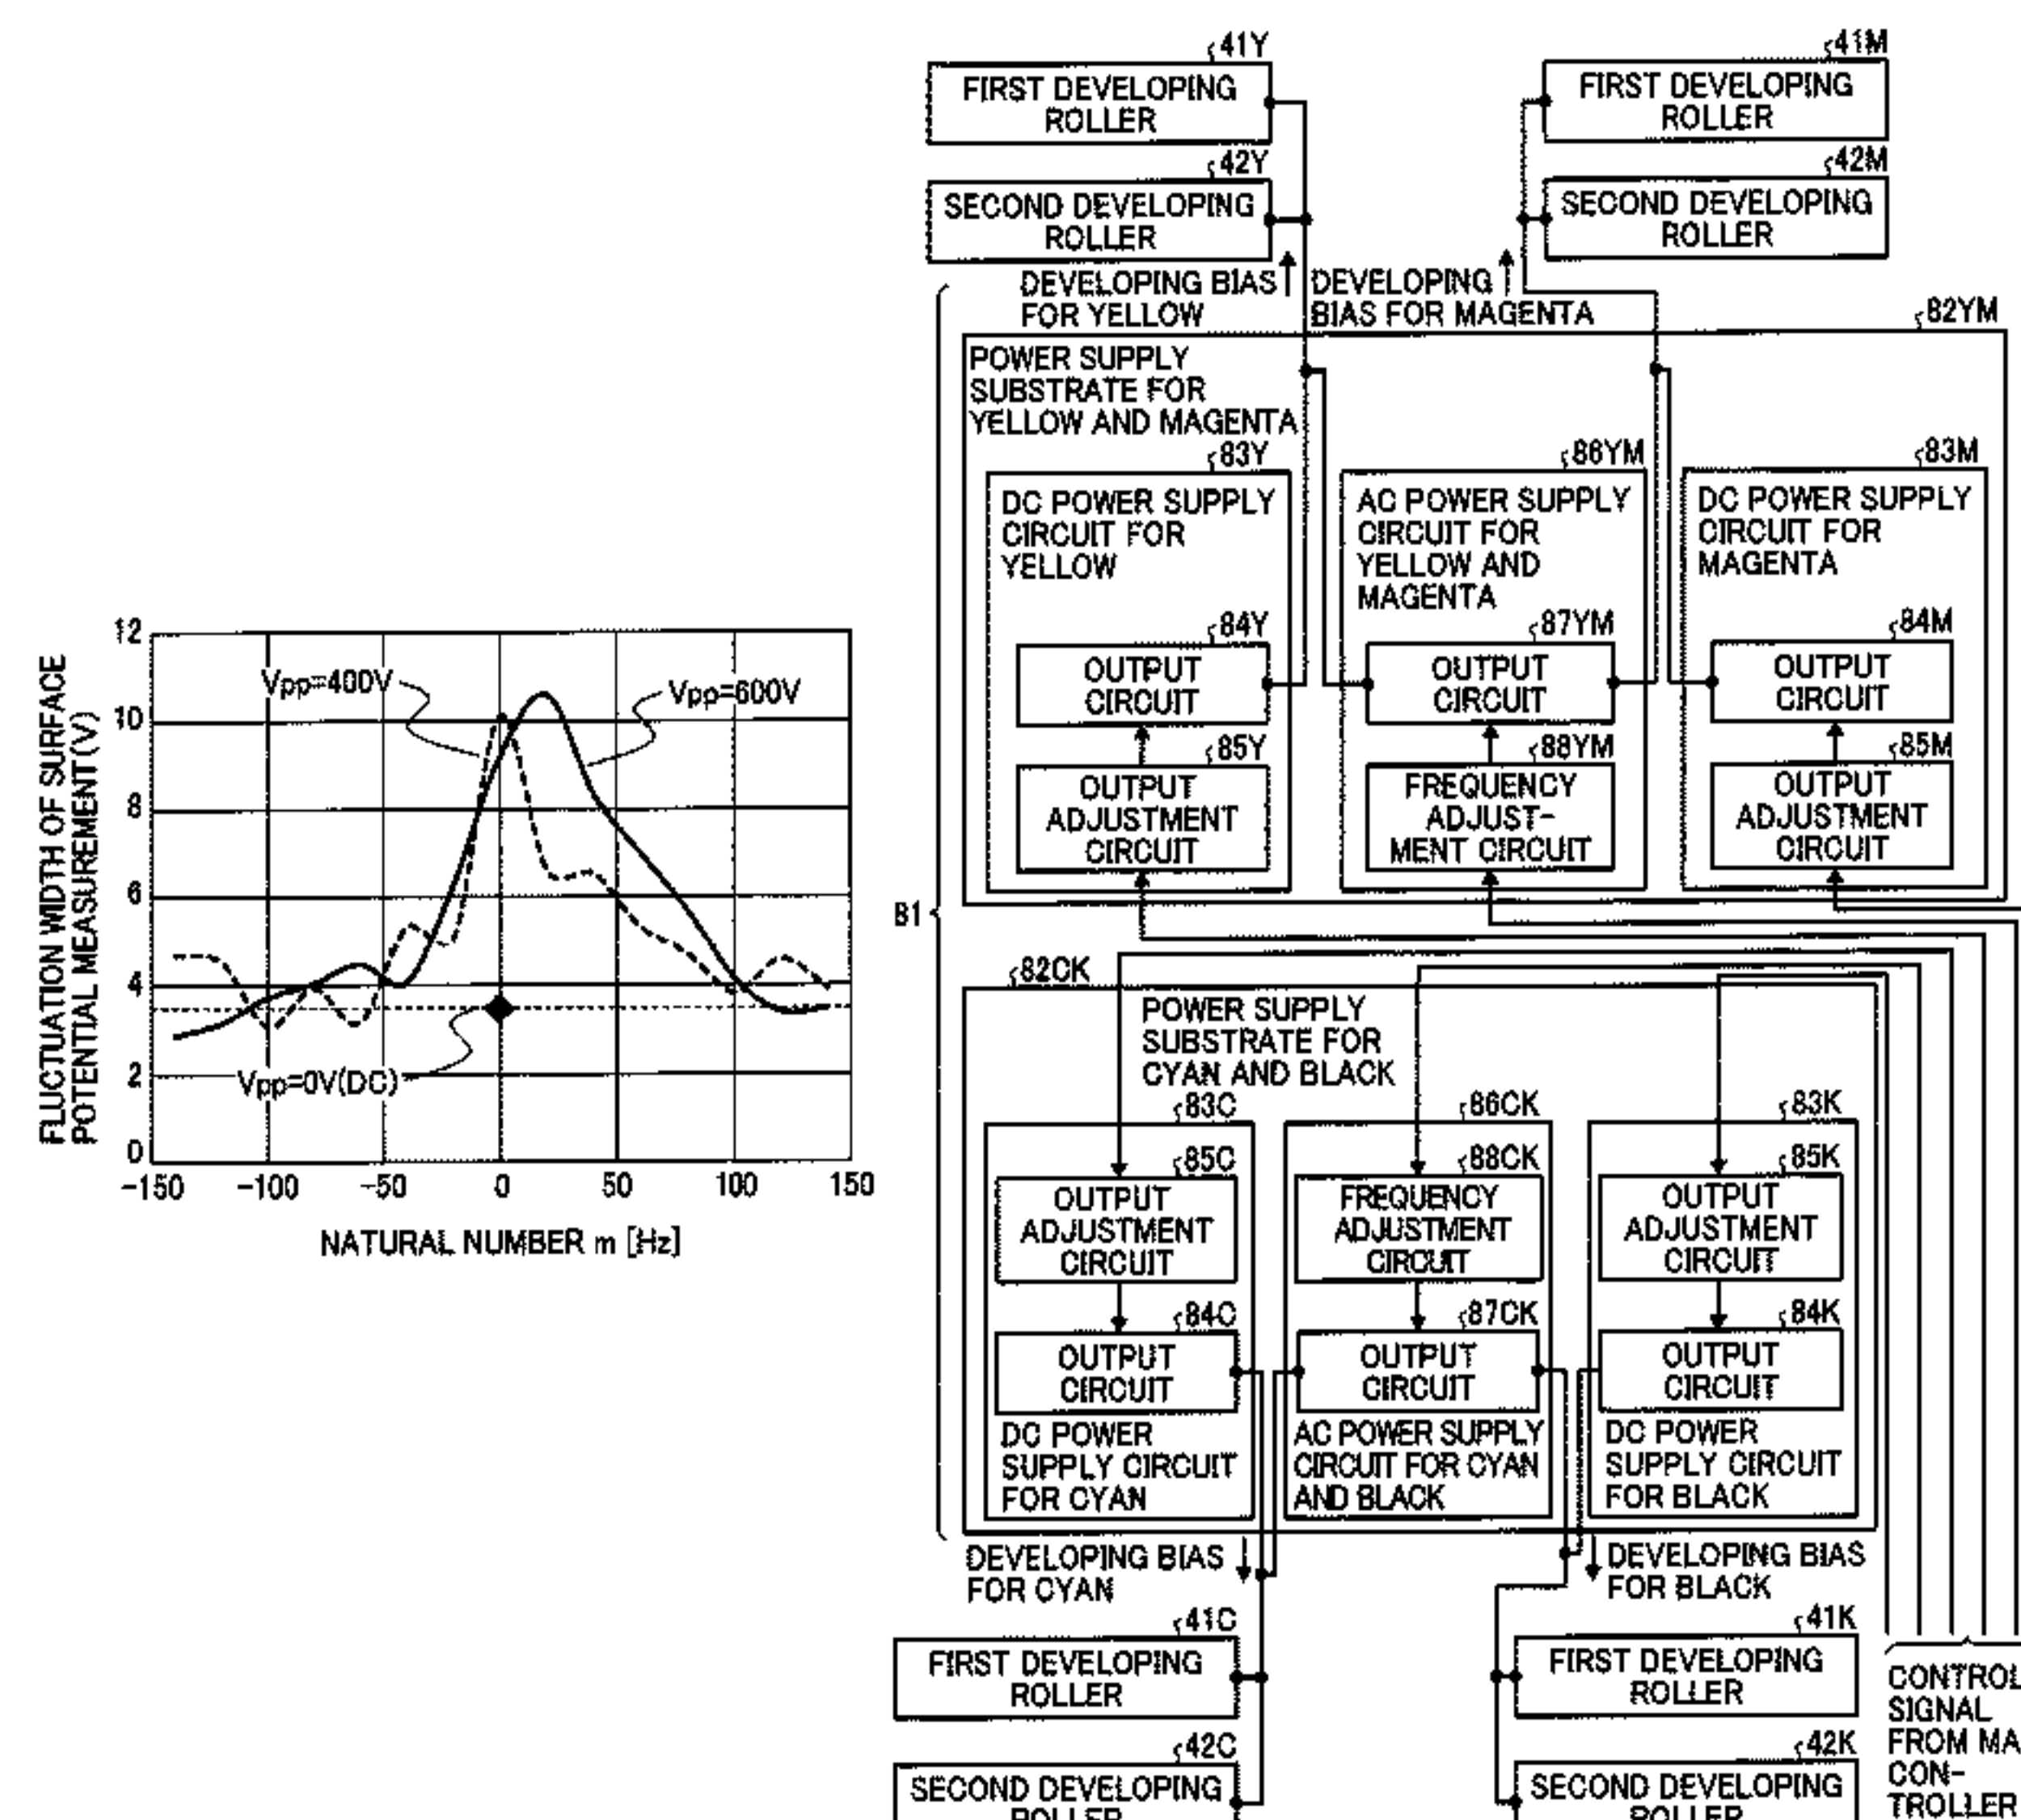 FLUCTUATION WIDTH OF SURFACE
POTENTIAL MEASUREMENT(V)
12
10
8
6
4
2
0
Vpp=400V
Vpp=600V
Vpp=0V(DC)
-150
-100
-50
0
50
100
150
NATURAL NUMBER m [Hz]
41Y
FIRST DEVELOPING
ROLLER
42Y
SECOND DEVELOPING
ROLLER
41M
FIRST DEVELOPING
ROLLER
42M
SECOND DEVELOPING
ROLLER
DEVELOPING BIAS
FOR YELLOW
DEVELOPING
BIAS FOR MAGENTA
82YM
POWER SUPPLY
SUBSTRATE FOR
YELLOW AND MAGENTA
83Y
DC POWER SUPPLY
CIRCUIT FOR
YELLOW
84Y
OUTPUT
CIRCUIT
85Y
OUTPUT
ADJUSTMENT
CIRCUIT
86YM
AC POWER SUPPLY
CIRCUIT FOR
YELLOW AND
MAGENTA
87YM
OUTPUT
CIRCUIT
88YM
FREQUENCY
ADJUST-
MENT CIRCUIT
83M
DC POWER SUPPLY
CIRCUIT FOR
MAGENTA
84M
OUTPUT
CIRCUIT
85M
OUTPUT
ADJUSTMENT
CIRCUIT
81
82CK
POWER SUPPLY
SUBSTRATE FOR
CYAN AND BLACK
83C
85C
OUTPUT
ADJUSTMENT
CIRCUIT
84C
OUTPUT
CIRCUIT
DC POWER
SUPPLY CIRCUIT
FOR CYAN
86CK
88CK
FREQUENCY
ADJUSTMENT
CIRCUIT
87CK
OUTPUT
CIRCUIT
AC POWER SUPPLY
CIRCUIT FOR CYAN
AND BLACK
83K
85K
OUTPUT
ADJUSTMENT
CIRCUIT
84K
OUTPUT
CIRCUIT
DC POWER
SUPPLY CIRCUIT
FOR BLACK
DEVELOPING BIAS
FOR CYAN
DEVELOPING BIAS
FOR BLACK
41C
FIRST DEVELOPING
ROLLER
42C
SECOND DEVELOPING
ROLLER
41K
FIRST DEVELOPING
ROLLER
42K
SECOND DEVELOPING
ROLLER
CONTROL
SIGNAL
FROM MA
CON-
TROLLER